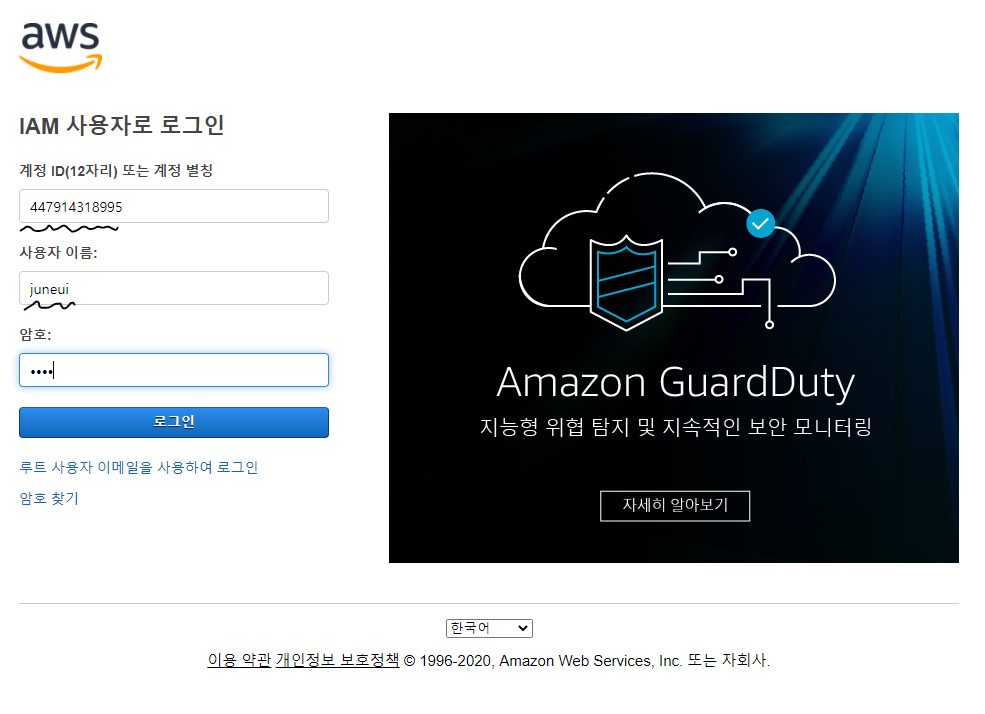 aws
IAM 사용자로 로그인
계정 ID(12자리) 또는 계정 별칭
447914318995
사용자 이름:
juneui
암호:
••••
로그인
루트 사용자 이메일을 사용하여 로그인
암호 찾기
Amazon GuardDuty
지능형 위협 탐지 및 지속적인 보안 모니터링
자세히 알아보기
한국어
이용 약관 개인정보 보호정책 © 1996-2020, Amazon Web Services, Inc. 또는 자회사.